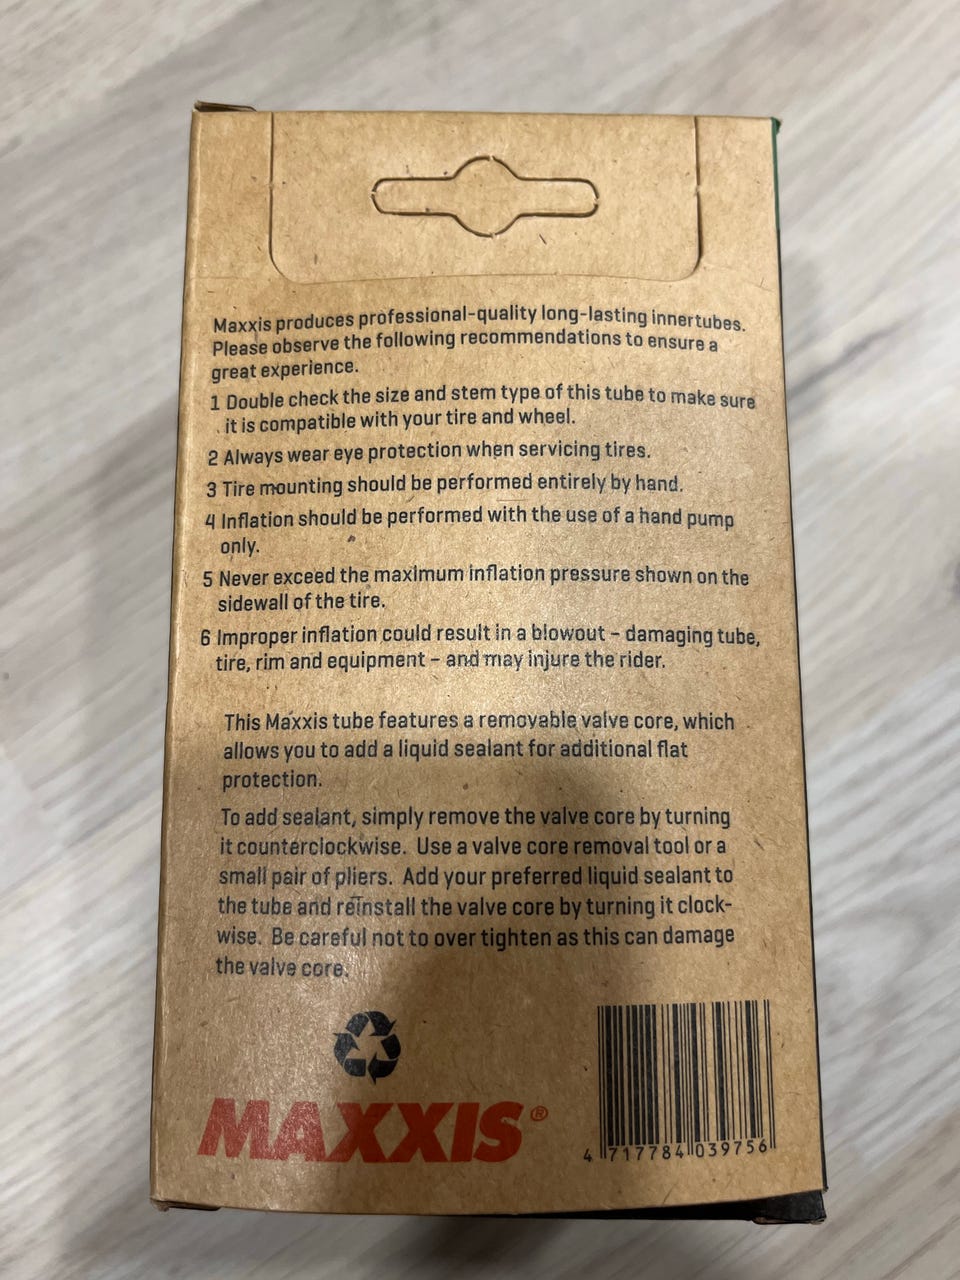 Maxxis produces professional-quality long-lasting innertubes.
Please observe the following recommendations to ensure a
great experience.
1 Double check the size and stem type of this tube to make sure
it is compatible with your tire and wheel.
2 Always wear eye protection when servicing tires.
3 Tire mounting should be performed entirely by hand.
4 Inflation should be performed with the use of a hand pump
only.
5 Never exceed the maximum inflation pressure shown on the
sidewall of the tire.
6 Improper inflation could result in a blowout – damaging tube,
tire, rim and equipment – and may injure the rider.
This Maxxis tube features a removable valve core, which
allows you to add a liquid sealant for additional flat
protection.
To add sealant, simply remove the valve core by turning
it counterclockwise. Use a valve core removal tool or a
small pair of pliers. Add your preferred liquid sealant to
the tube and reinstall the valve core by turning it clock-
wise. Be careful not to over tighten as this can damage
the valve core.
MAXXIS®
4 717784 039756